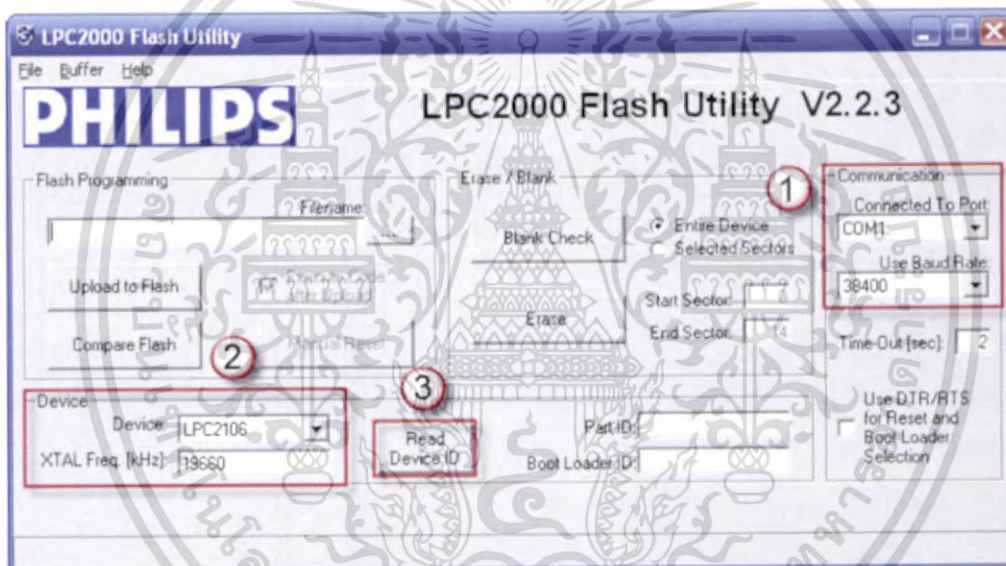 LPC2000 Flash Utility
File Buffer Help
PHILIPS
LPC2000 Flash Utility V2.2.3
Flash Programming
Filename:
...
Upload to Flash
Execute Code
after Upload
Compare Flash
Manual Reset
Erase / Blank
Blank Check
Entire Device
Selected Sectors
Erase
Start Sector:
End Sector: 14
1
Communication
Connected To Port:
COM1:
Use Baud Rate:
38400
Time-Out [sec]: 2
Use DTR/RTS
for Reset and
Boot Loader
Selection
2
Device
Device: LPC2106
XTAL Freq. [kHz]: 19660
3
Read
Device ID
Part ID:
Boot Loader ID: